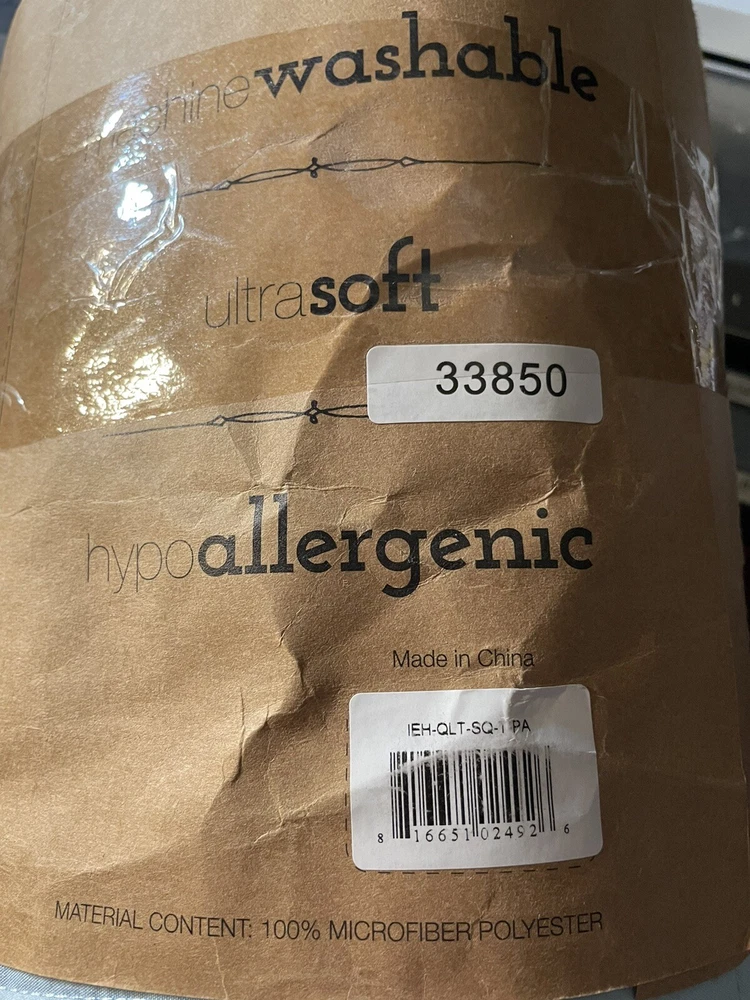 machine washable
ultrasoft
33850
hypoallergenic
Made in China
IEH-QLT-SQ-T-PA
8 16651 02492 6
MATERIAL CONTENT: 100% MICROFIBER POLYESTER